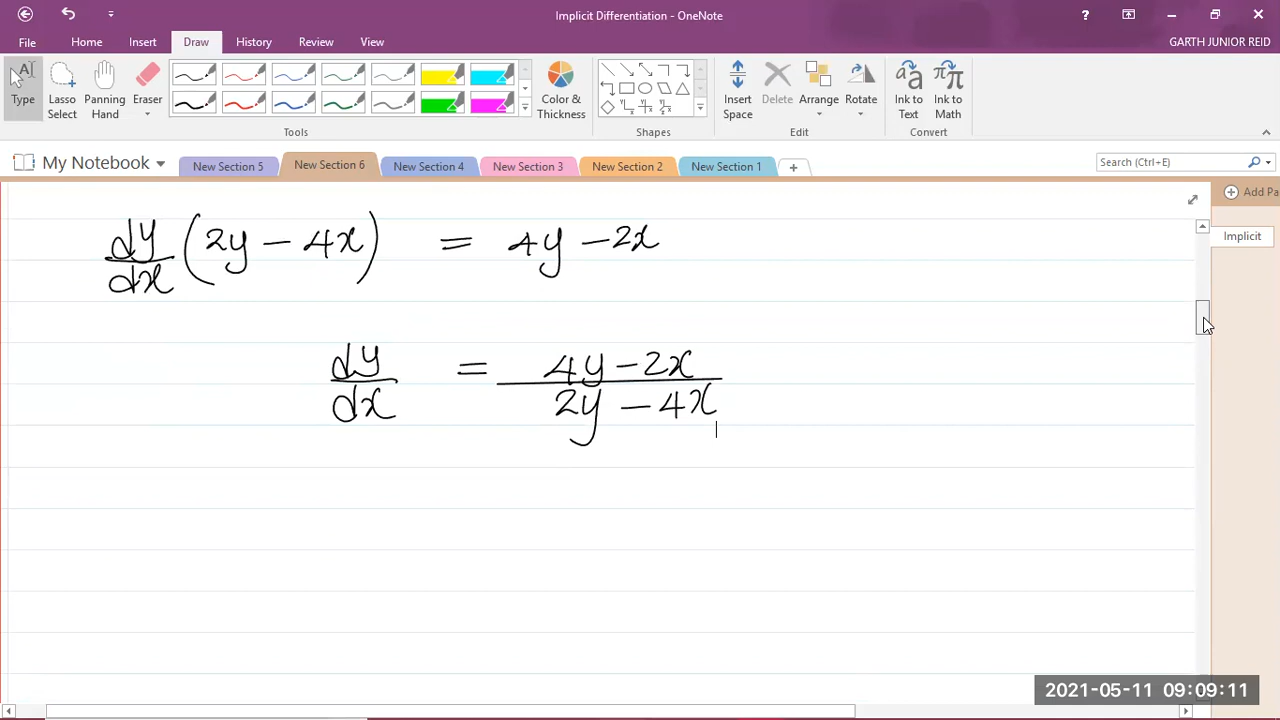 Implicit Differentiation - OneNote
?
File Home Insert Draw History Review View
GARTH JUNIOR REID
Type
Lasso Select
Panning Hand
Eraser
Color & Thickness
Insert Space
Delete
Arrange
Rotate
Ink to Text
Ink to Math
Tools
Shapes
Edit
Convert
My Notebook
New Section 5 New Section 6 New Section 4 New Section 3 New Section 2 New Section 1 +
Search (Ctrl+E)
Add Pa
Implicit
dy/dx (2y - 4x) = 4y - 2x
dy/dx = (4y - 2x)/(2y - 4x)
2021-05-11 09:09:11